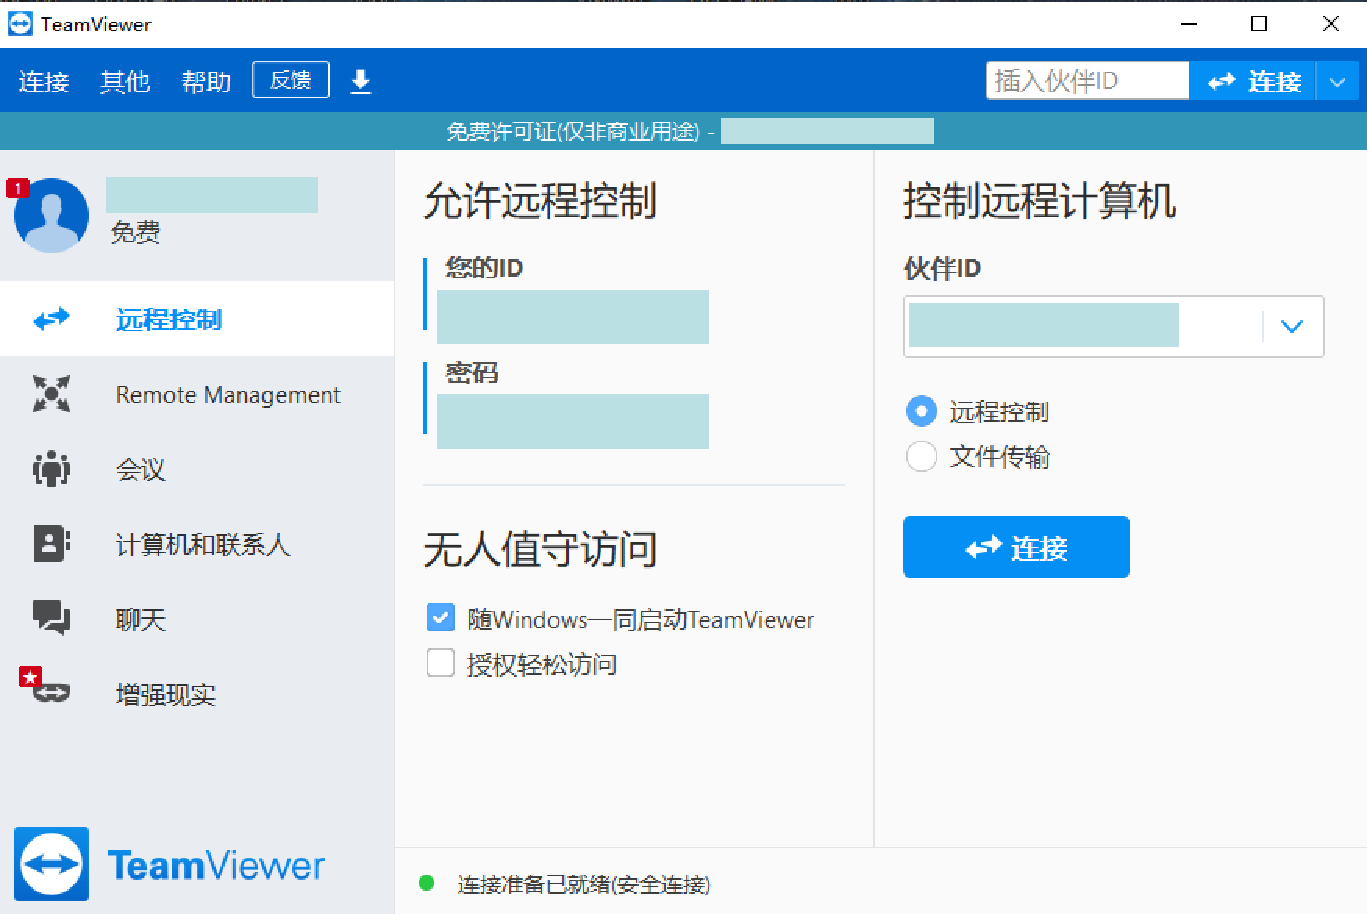 TeamViewer
连接 其他 帮助 反馈 插入伙伴ID 连接
免费许可证(仅非商业用途) -
1
免费
远程控制
Remote Management
会议
计算机和联系人
聊天
增强现实
TeamViewer
允许远程控制
您的ID
密码
无人值守访问
随Windows一同启动TeamViewer
授权轻松访问
控制远程计算机
伙伴ID
远程控制
文件传输
连接
连接准备已就绪(安全连接)